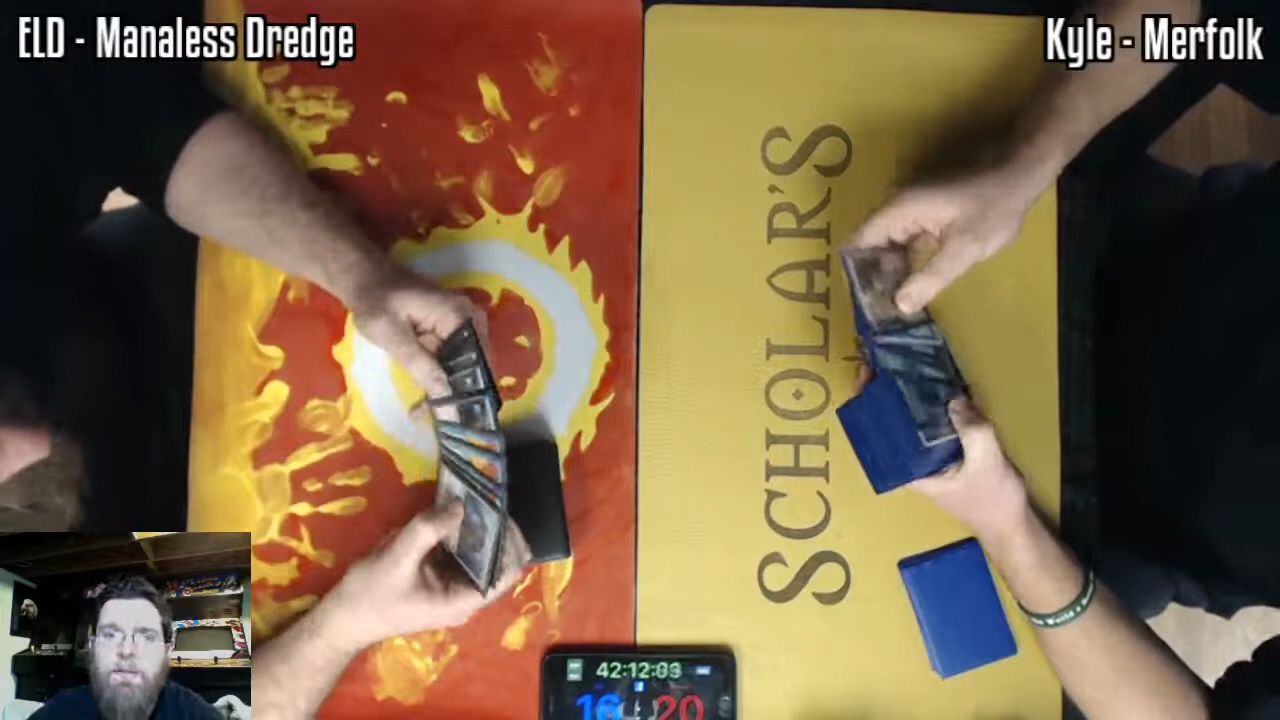 ELD - Manaless Dredge
Kyle - Merfolk
SCHOLAR'S
42:12:03
16 20